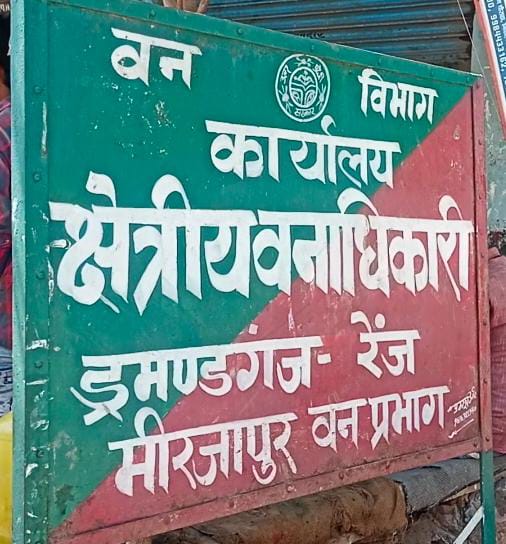 वन विभाग
कार्यालय
क्षेत्रीयवनाधिकारी
ड्रमण्डगंज- रेंज
मीरजापुर वन प्रभाग